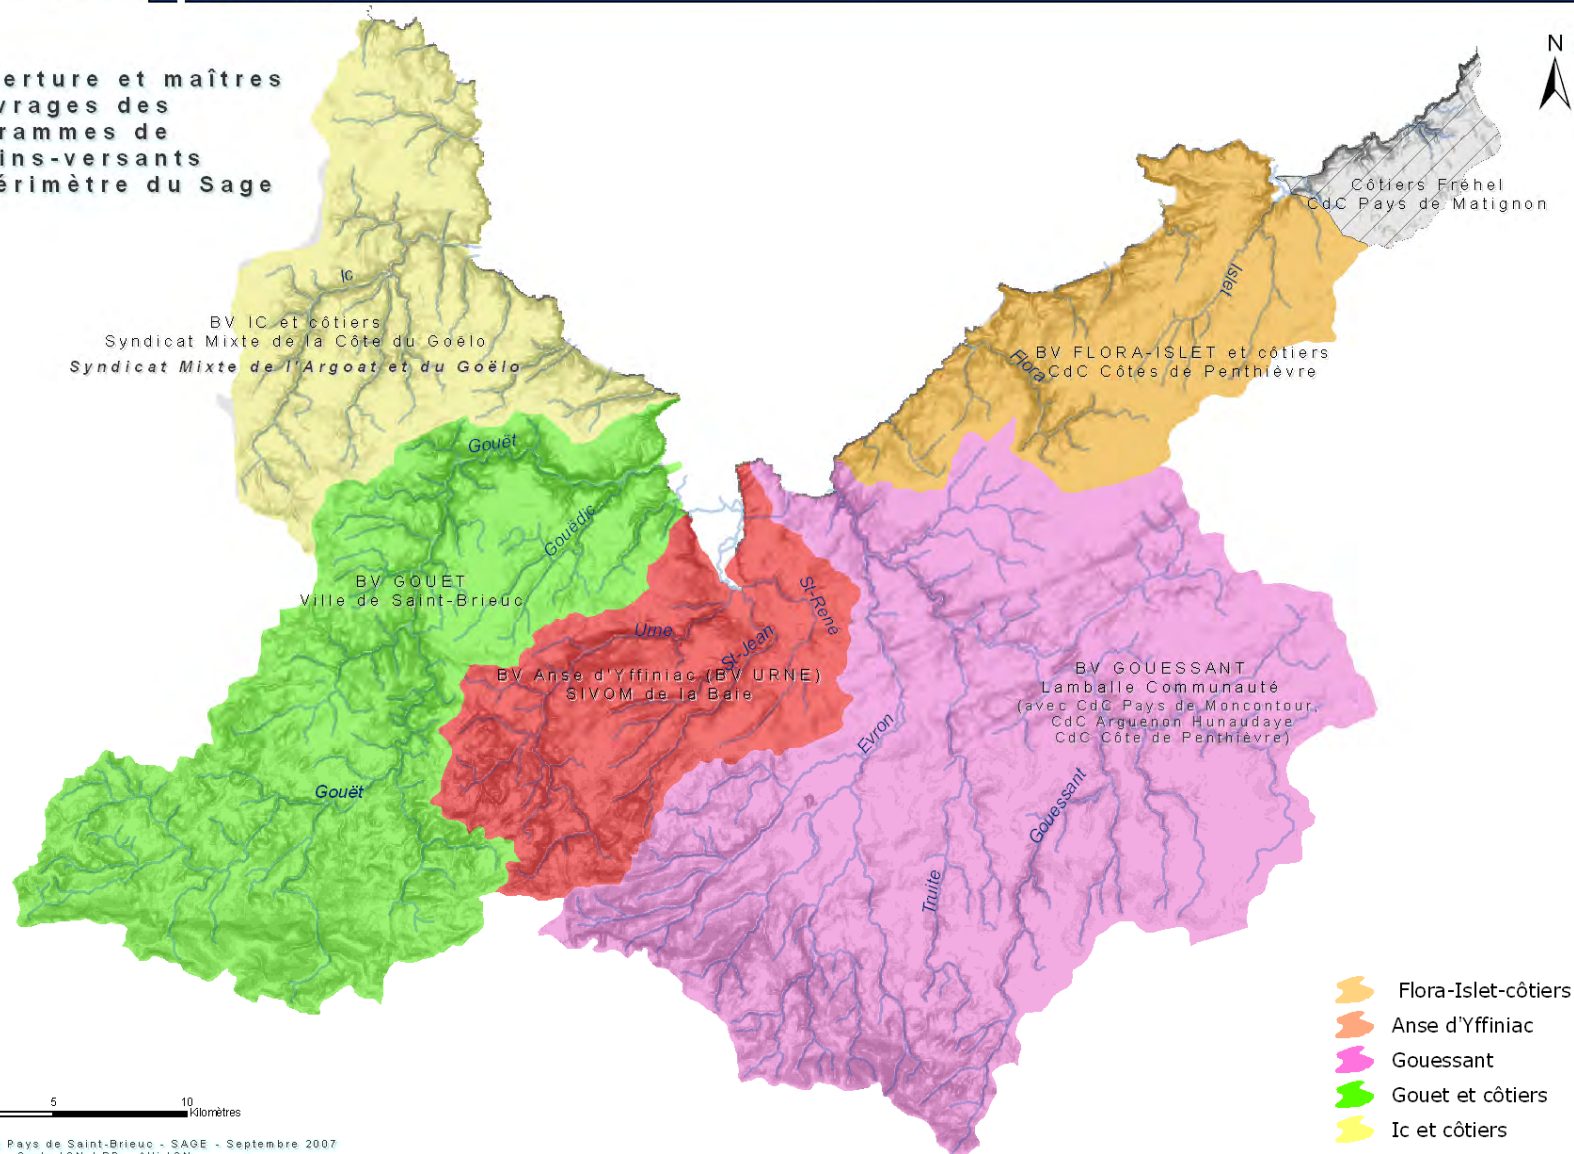 erture et maîtres
vrages des
rammes de
ins-versants
érimètre du Sage
N
Côtiers Fréhel
CdC Pays de Matignon
Ic
Islet
BV IC et côtiers
Syndicat Mixte de la Côte du Goëlo
Syndicat Mixte de l'Argoat et du Goëlo
Flora
BV FLORA-ISLET et côtiers
CdC Côtes de Penthièvre
Gouët
Gouëdic
BV GOUET
Ville de Saint-Brieuc
St-René
Urne
St-Jean
BV Anse d'Yffiniac (BV URNE)
SIVOM de la Baie
BV GOUESSANT
Lamballe Communauté
(avec CdC Pays de Moncontour,
CdC Arguenon Hunaudaye
CdC Côte de Penthièvre)
Evron
Gouët
Gouessant
Truite
Flora-Islet-côtiers
Anse d'Yffiniac
Gouessant
Gouet et côtiers
Ic et côtiers
5 10
Kilomètres
Pays de Saint-Brieuc - SAGE - Septembre 2007